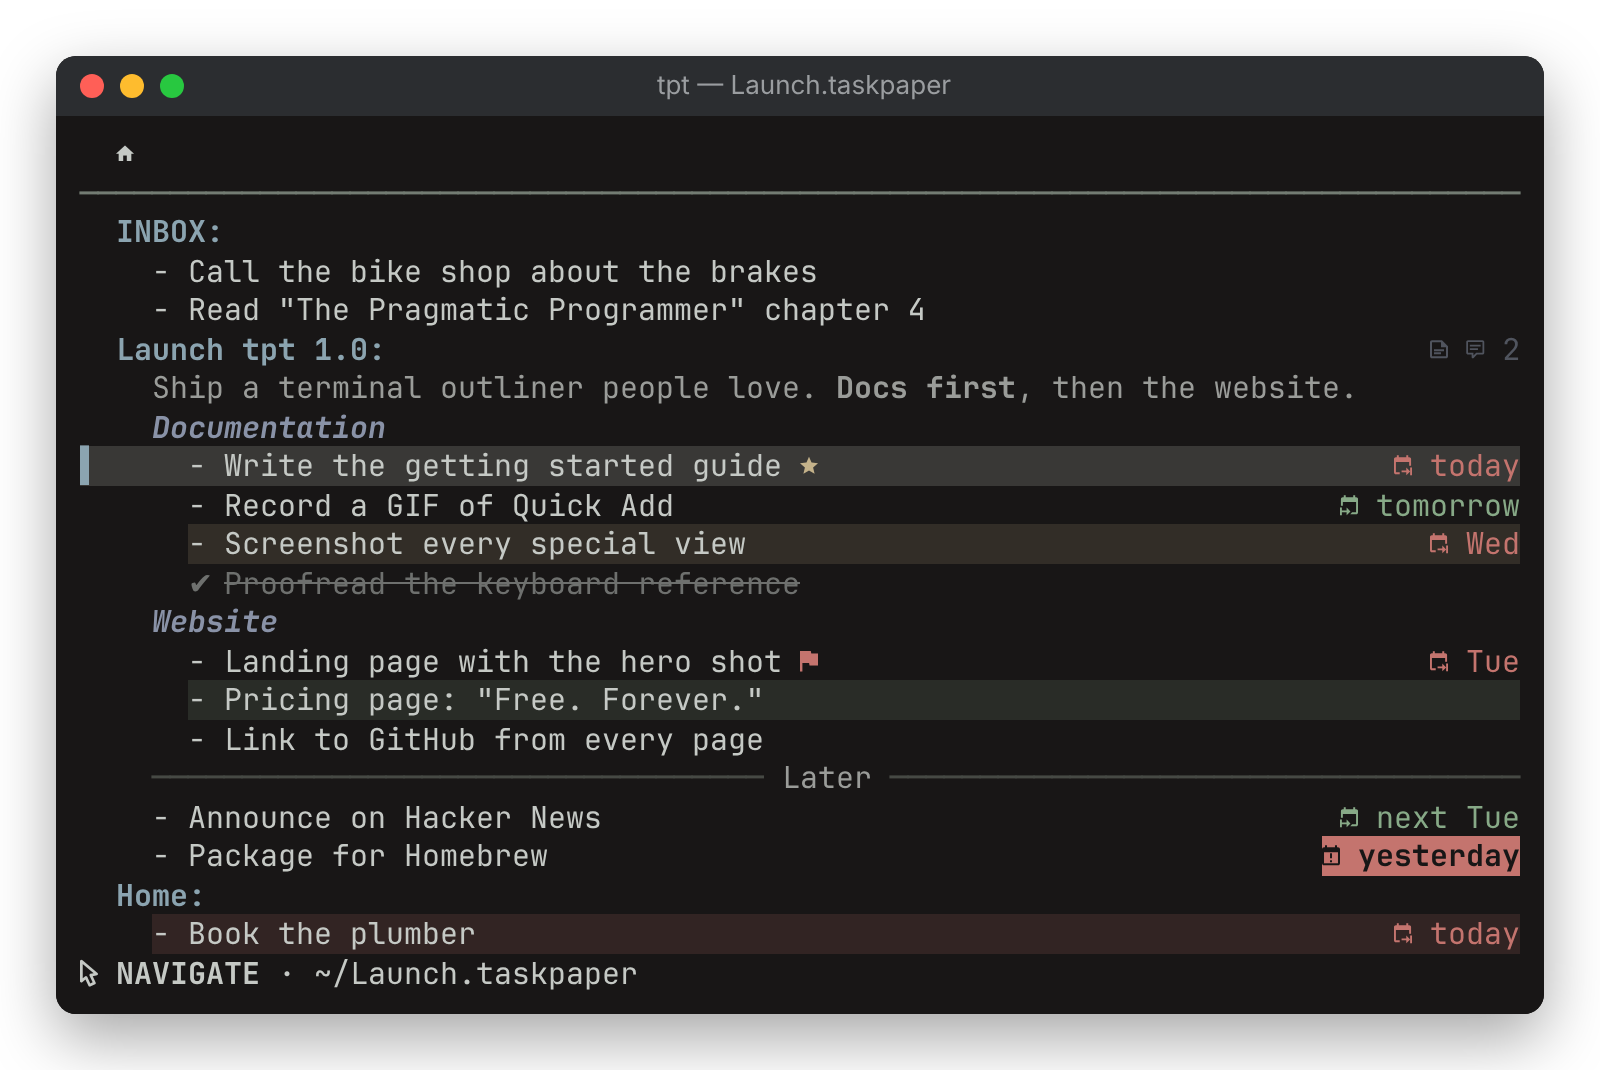 tpt — Launch.taskpaper
INBOX:
- Call the bike shop about the brakes
- Read "The Pragmatic Programmer" chapter 4
Launch tpt 1.0: 2
Ship a terminal outliner people love. Docs first, then the website.
Documentation
- Write the getting started guide ★ today
- Record a GIF of Quick Add tomorrow
- Screenshot every special view Wed
✔ Proofread the keyboard reference
Website
- Landing page with the hero shot Tue
- Pricing page: "Free. Forever."
- Link to GitHub from every page
Later
- Announce on Hacker News next Tue
- Package for Homebrew yesterday
Home:
- Book the plumber today
NAVIGATE · ~/Launch.taskpaper